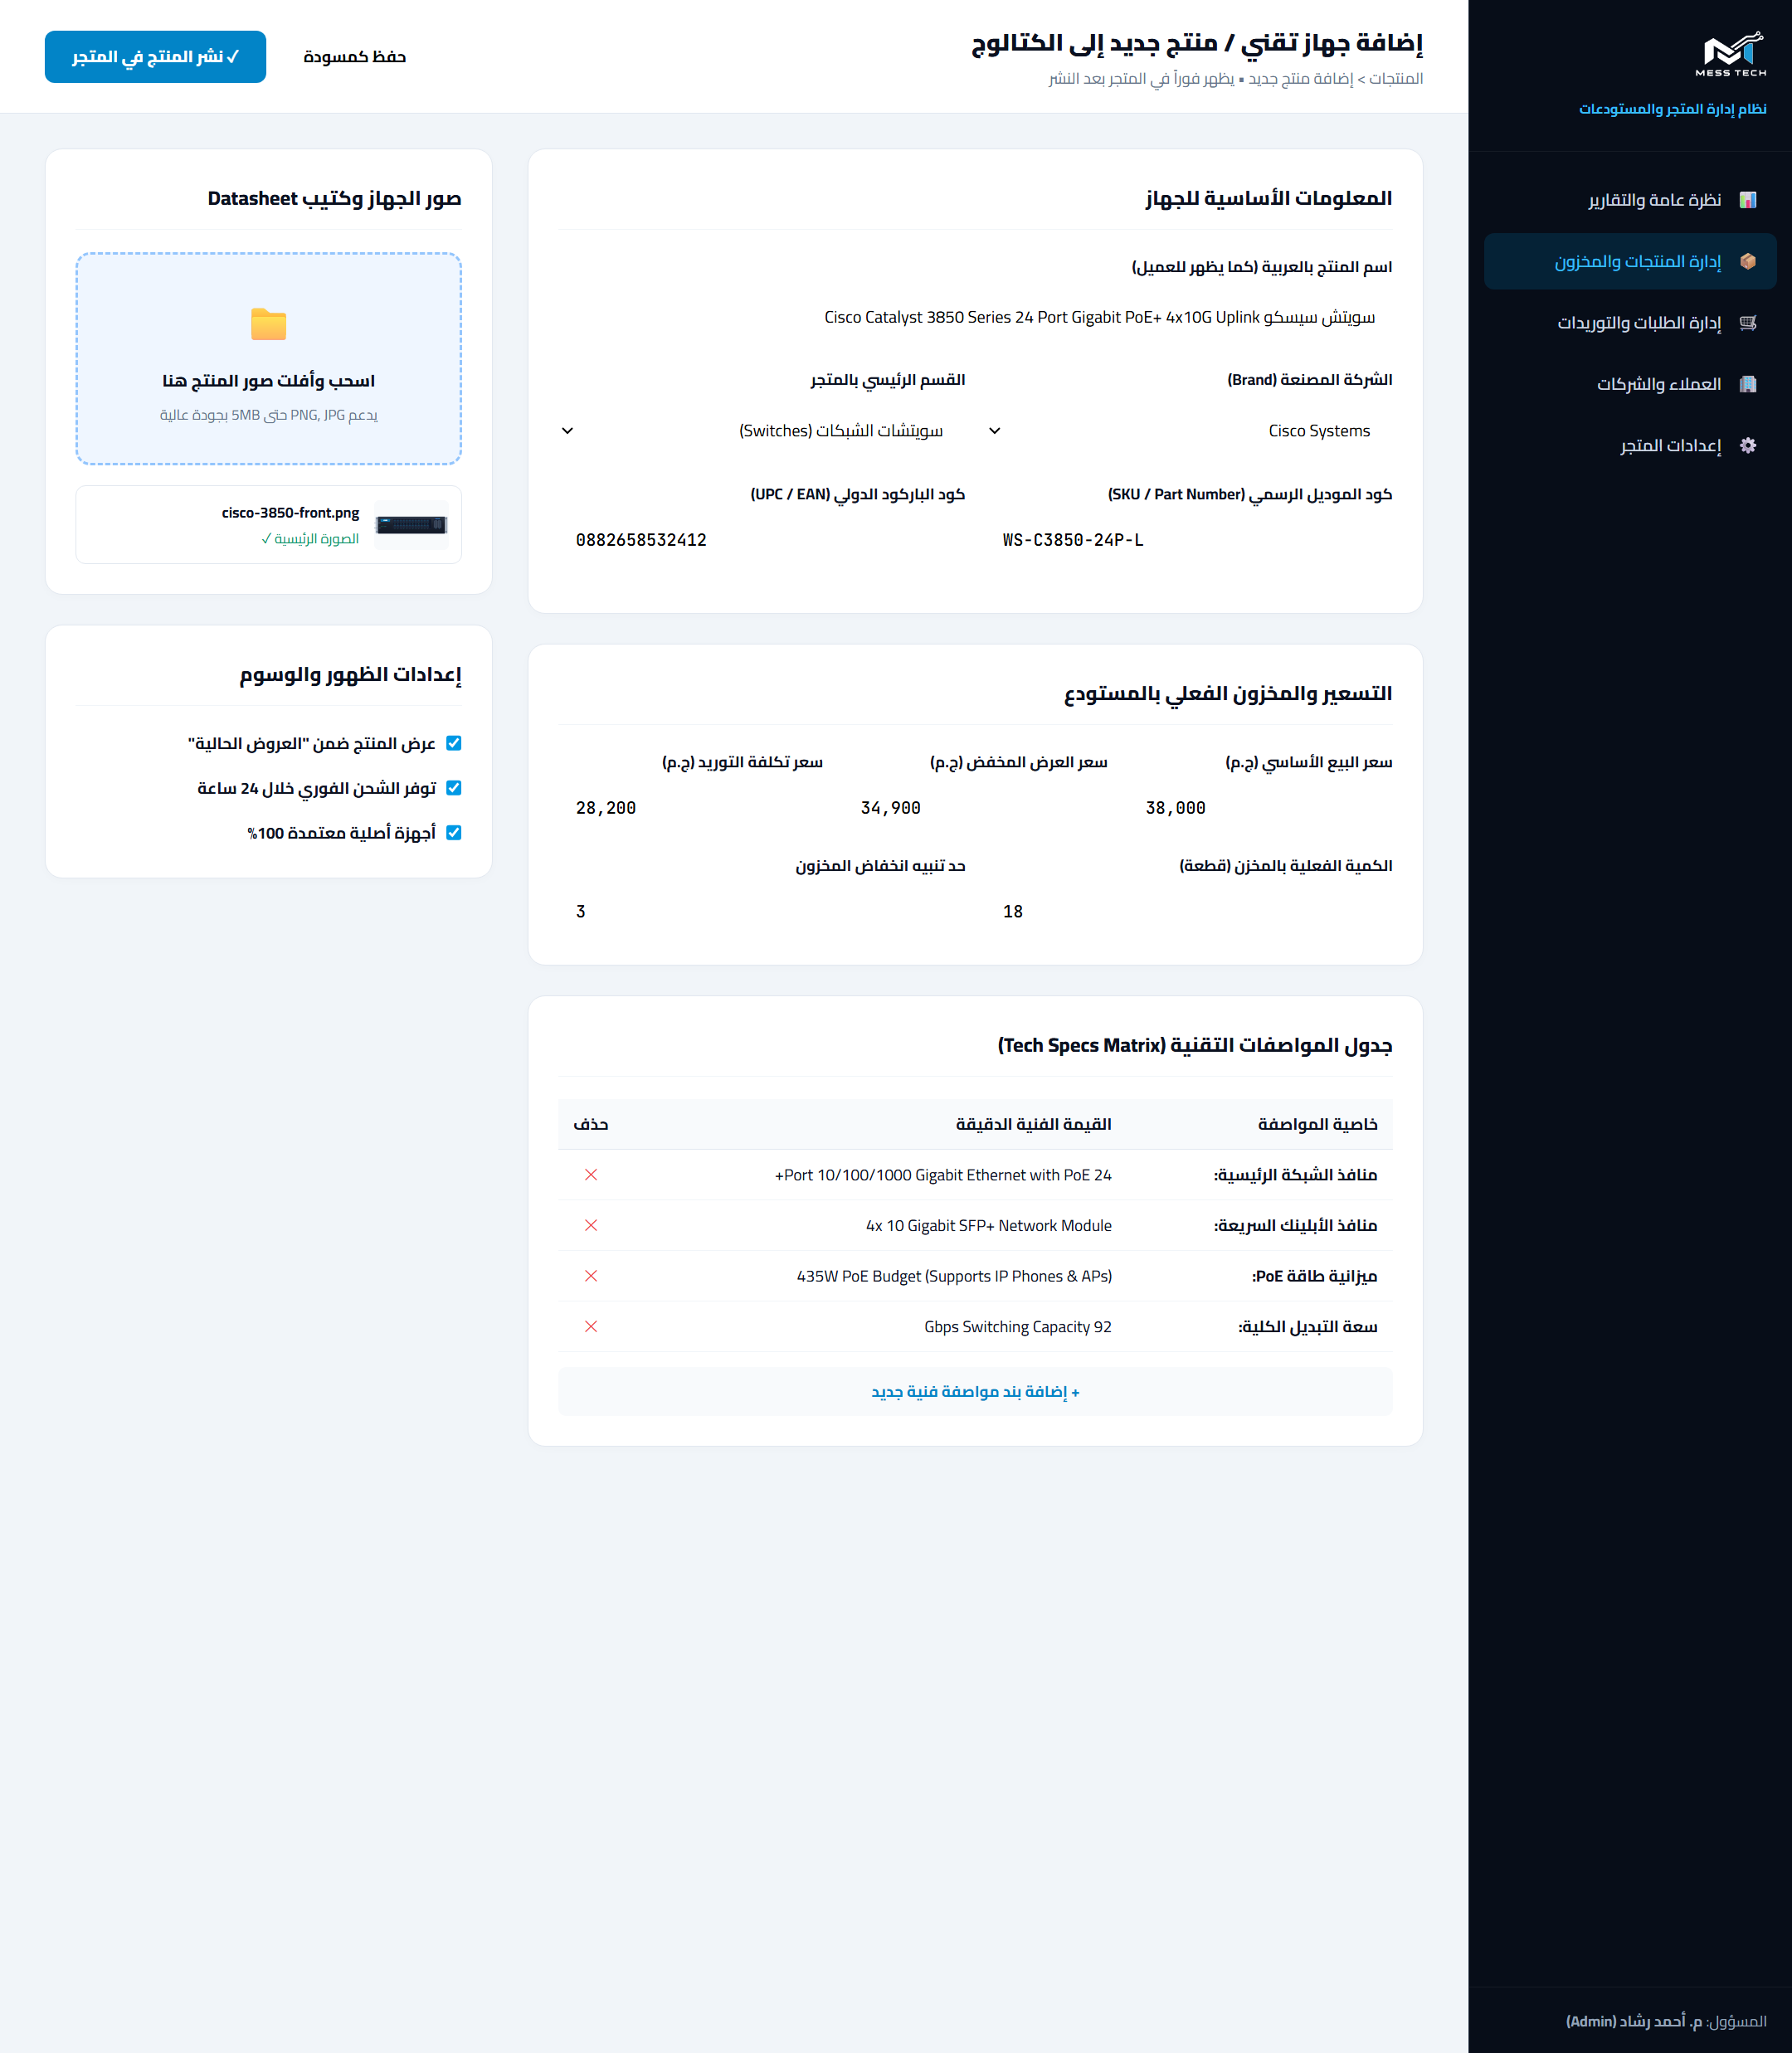 MESS TECH
نظام إدارة المتجر والمستودعات
نظرة عامة والتقارير
إدارة المنتجات والمخزون
إدارة الطلبات والتوريدات
العملاء والشركات
إعدادات المتجر
المسؤول: م. أحمد رشاد (Admin)
إضافة جهاز تقني / منتج جديد إلى الكتالوج
المنتجات > إضافة منتج جديد • يظهر فوراً في المتجر بعد النشر
حفظ كمسودة
✓ نشر المنتج في المتجر
المعلومات الأساسية للجهاز
اسم المنتج بالعربية (كما يظهر للعميل)
سويتش سيسكو Cisco Catalyst 3850 Series 24 Port Gigabit PoE+ 4x10G Uplink
الشركة المصنعة (Brand)
القسم الرئيسي بالمتجر
Cisco Systems
سويتشات الشبكات (Switches)
كود الموديل الرسمي (SKU / Part Number)
كود الباركود الدولي (UPC / EAN)
WS-C3850-24P-L
0882658532412
التسعير والمخزون الفعلي بالمستودع
سعر البيع الأساسي (ج.م)
سعر العرض المخفض (ج.م)
سعر تكلفة التوريد (ج.م)
38,000
34,900
28,200
الكمية الفعلية بالمخزن (قطعة)
حد تنبيه انخفاض المخزون
18
3
جدول المواصفات التقنية (Tech Specs Matrix)
خاصية المواصفة
القيمة الفنية الدقيقة
حذف
منافذ الشبكة الرئيسية:
24 Port 10/100/1000 Gigabit Ethernet with PoE+
منافذ الأبلينك السريعة:
4x 10 Gigabit SFP+ Network Module
ميزانية طاقة PoE:
435W PoE Budget (Supports IP Phones & APs)
سعة التبديل الكلية:
92 Gbps Switching Capacity
+ إضافة بند مواصفة فنية جديد
صور الجهاز وكتيب Datasheet
اسحب وأفلت صور المنتج هنا
يدعم PNG, JPG حتى 5MB بجودة عالية
cisco-3850-front.png
الصورة الرئيسية ✓
إعدادات الظهور والوسوم
عرض المنتج ضمن "العروض الحالية"
توفر الشحن الفوري خلال 24 ساعة
أجهزة أصلية معتمدة 100%